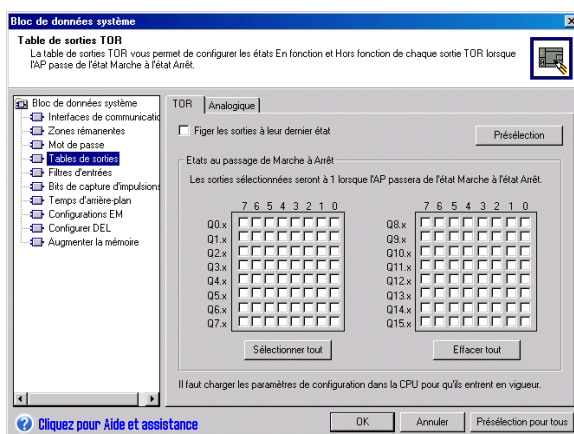 Bloc de données système
Table de sorties TOR
La table de sorties TOR vous permet de configurer les états En fonction et Hors fonction de chaque sortie TOR lorsque
l'AP passe de l'état Marche à l'état Arrêt.
Bloc de données système
Interfaces de communicatic
Zones rémanentes
Mot de passe
Tables de sorties
Filtres d'entrées
Bits de capture d'impulsions
Temps d'arrière-plan
Configurations EM
Configurer DEL
Augmenter la mémoire
TOR
Analogique
Figer les sorties à leur dernier état
Présélection
Etats au passage de Marche à Arrêt
Les sorties sélectionnées seront à 1 lorsque l'AP passera de l'état Marche à l'état Arrêt.
7 6 5 4 3 2 1 0
Q0.x
Q1.x
Q2.x
Q3.x
Q4.x
Q5.x
Q6.x
Q7.x
7 6 5 4 3 2 1 0
Q8.x
Q9.x
Q10.x
Q11.x
Q12.x
Q13.x
Q14.x
Q15.x
Sélectionner tout
Effacer tout
Il faut charger les paramètres de configuration dans la CPU pour qu'ils entrent en vigueur.
Cliquez pour Aide et assistance
OK
Annuler
Présélection pour tous